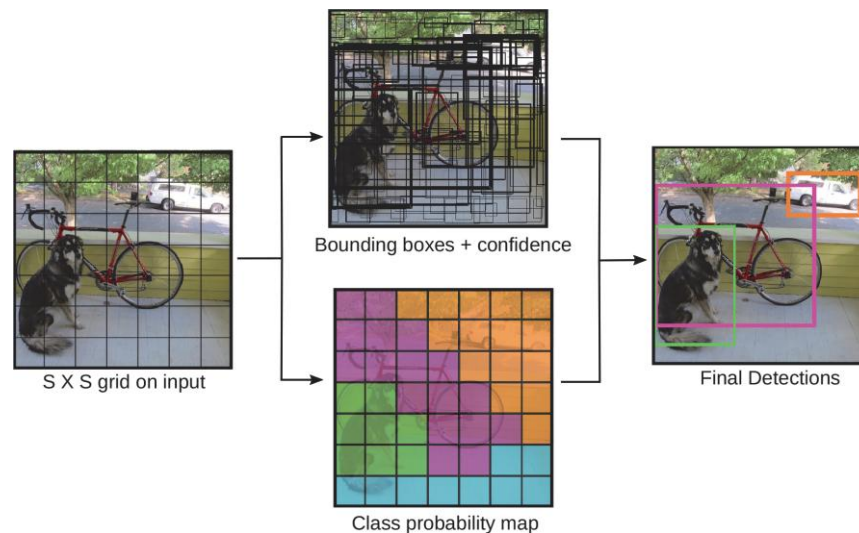 Bounding boxes + confidence
S X S grid on input
Final Detections
Class probability map